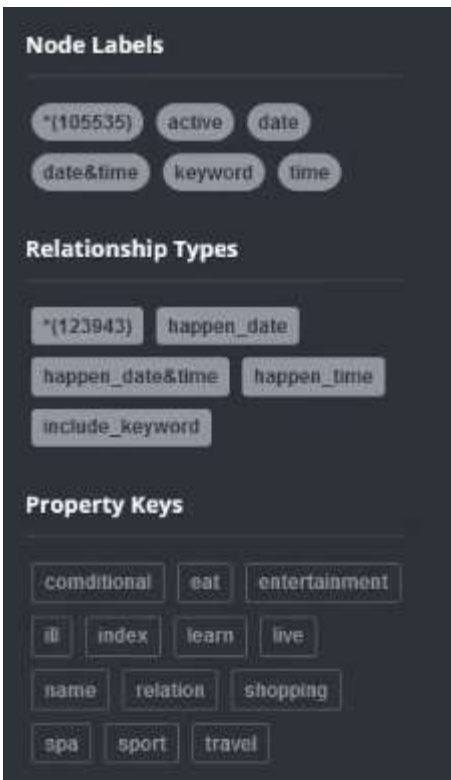 Node Labels
*(105535) active date
date&time keyword time
Relationship Types
*(123943) happen_date
happen_date&time happen_time
include_keyword
Property Keys
comditional eat entertainment
ill index learn live
name relation shopping
spa sport travel